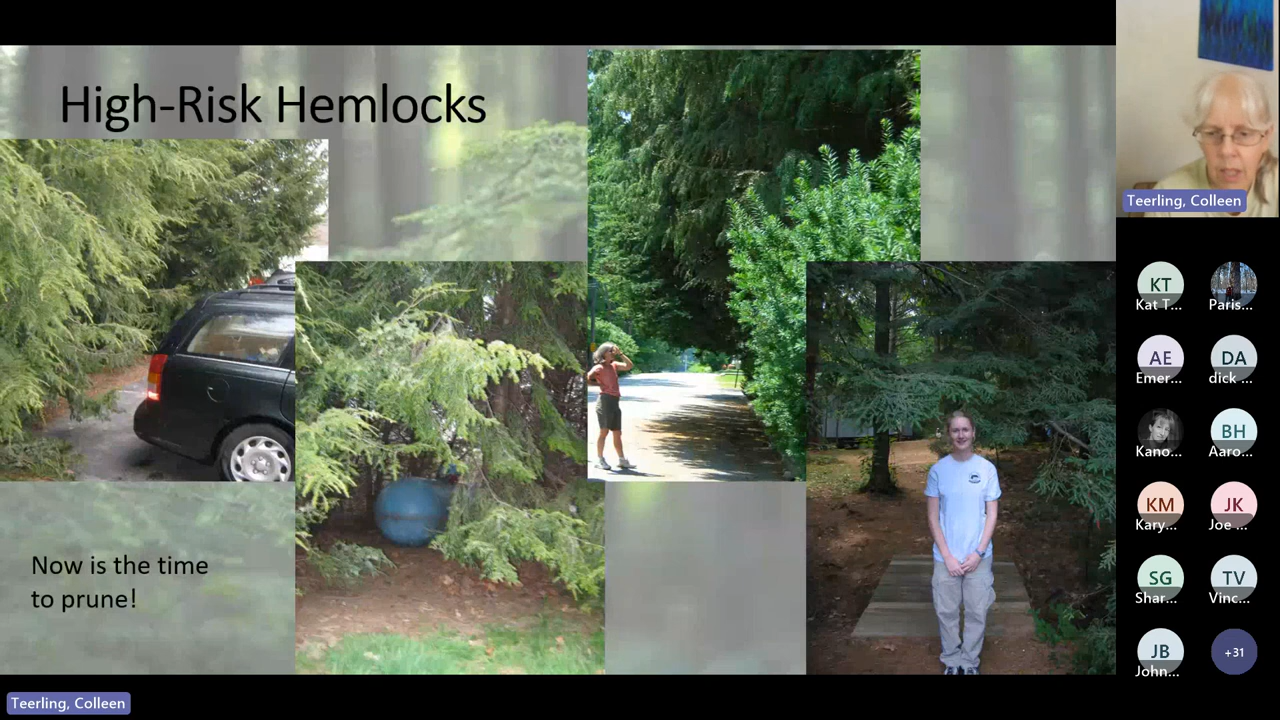 High-Risk Hemlocks
Now is the time
to prune!
Teerling, Colleen
Teerling, Colleen
KT
Kat T...
Paris...
AE
Emer...
DA
dick ...
Kano...
BH
Aaro...
KM
Kary...
JK
Joe ...
SG
Shar...
TV
Vinc...
JB
John...
+31